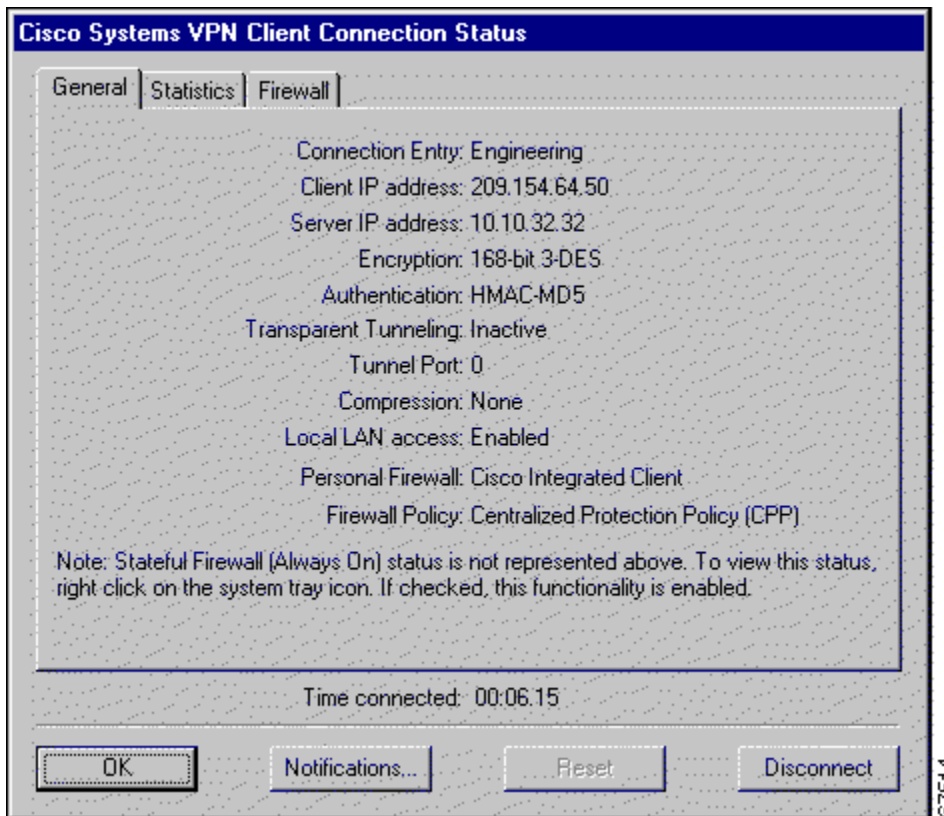 Cisco Systems VPN Client Connection Status
General Statistics Firewall
Connection Entry: Engineering
Client IP address: 209.154.64.50
Server IP address: 10.10.32.32
Encryption: 168-bit 3-DES
Authentication: HMAC-MD5
Transparent Tunneling: Inactive
Tunnel Port: 0
Compression: None
Local LAN access: Enabled
Personal Firewall: Cisco Integrated Client
Firewall Policy: Centralized Protection Policy (CPP)
Note: Stateful Firewall (Always On) status is not represented above. To view this status,
right click on the system tray icon. If checked, this functionality is enabled.
Time connected: 00:06.15
OK Notifications... Reset Disconnect